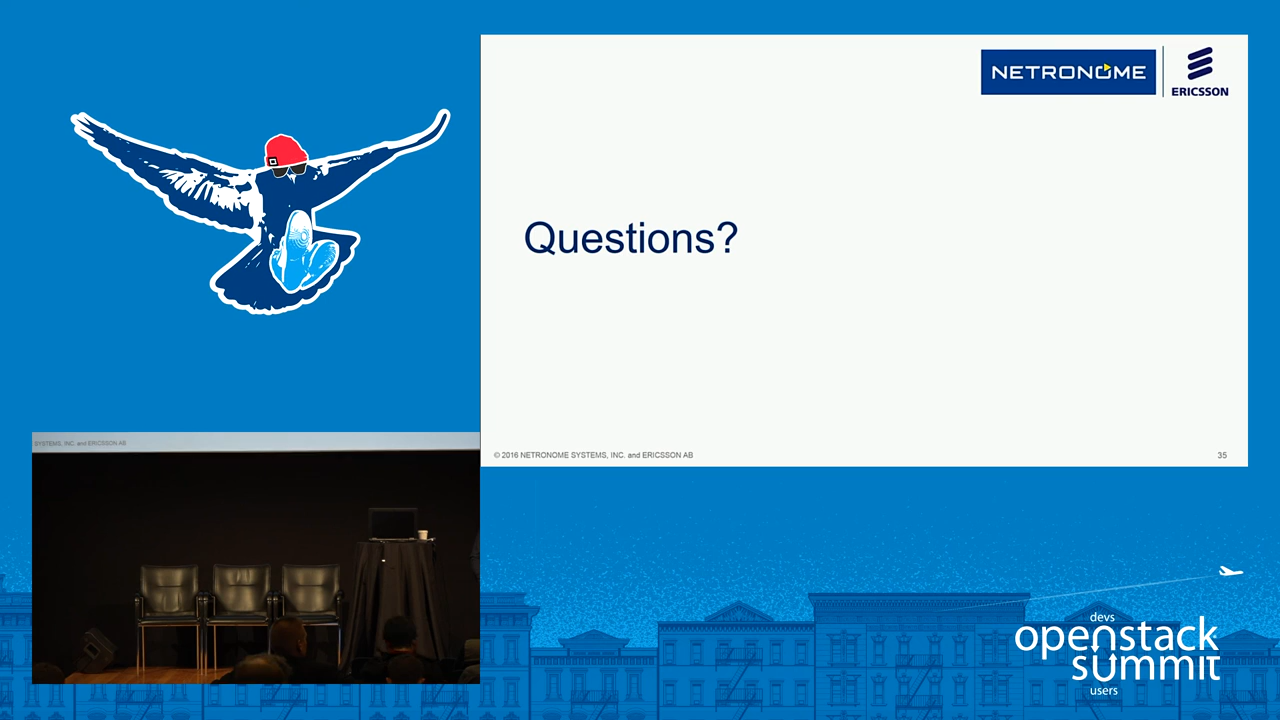 NETRONOME
ERICSSON
Questions?
© 2016 NETRONOME SYSTEMS, INC. and ERICSSON AB
35
SYSTEMS, INC. and ERICSSON AB
devs
openstack
summit
users